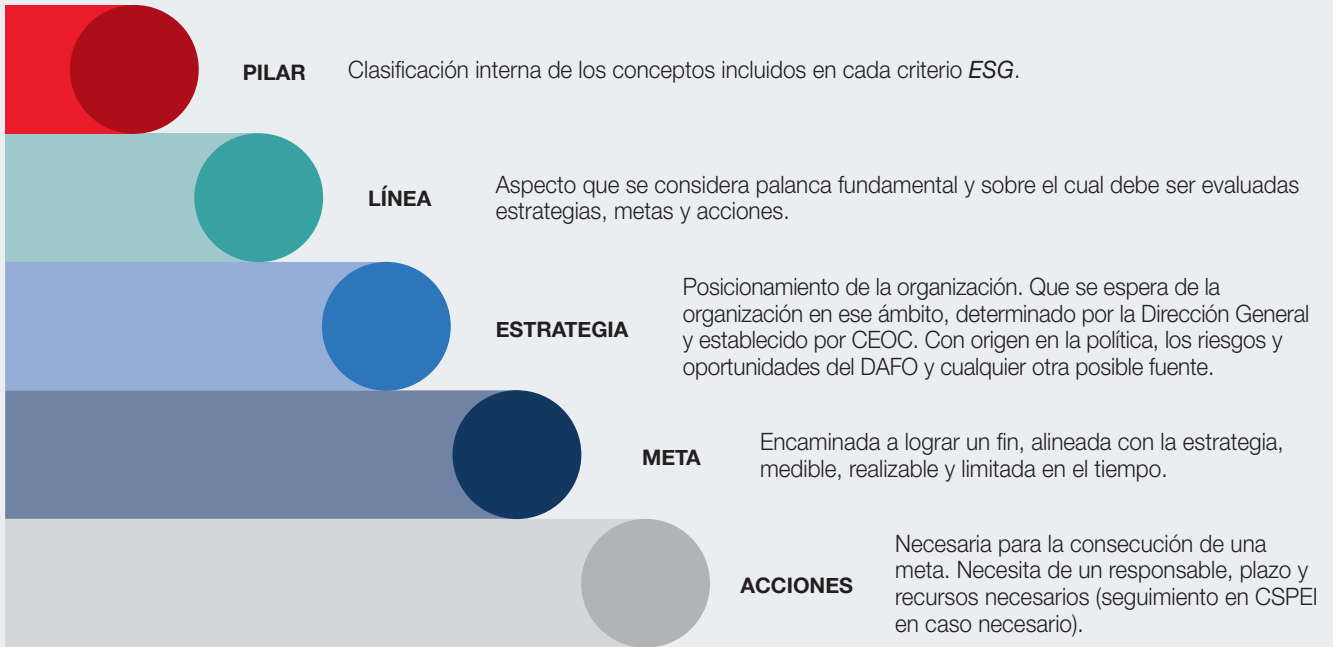 PILAR
Clasificación interna de los conceptos incluidos en cada criterio ESG.
LÍNEA
Aspecto que se considera palanca fundamental y sobre el cual debe ser evaluadas
estrategias, metas y acciones.
ESTRATEGIA
Posicionamiento de la organización. Que se espera de la
organización en ese ámbito, determinado por la Dirección General
y establecido por CEOC. Con origen en la política, los riesgos y
oportunidades del DAFO y cualquier otra posible fuente.
META
Encaminada a lograr un fin, alineada con la estrategia,
medible, realizable y limitada en el tiempo.
ACCIONES
Necesaria para la consecución de una
meta. Necesita de un responsable, plazo y
recursos necesarios (seguimiento en CSPEI
en caso necesario).